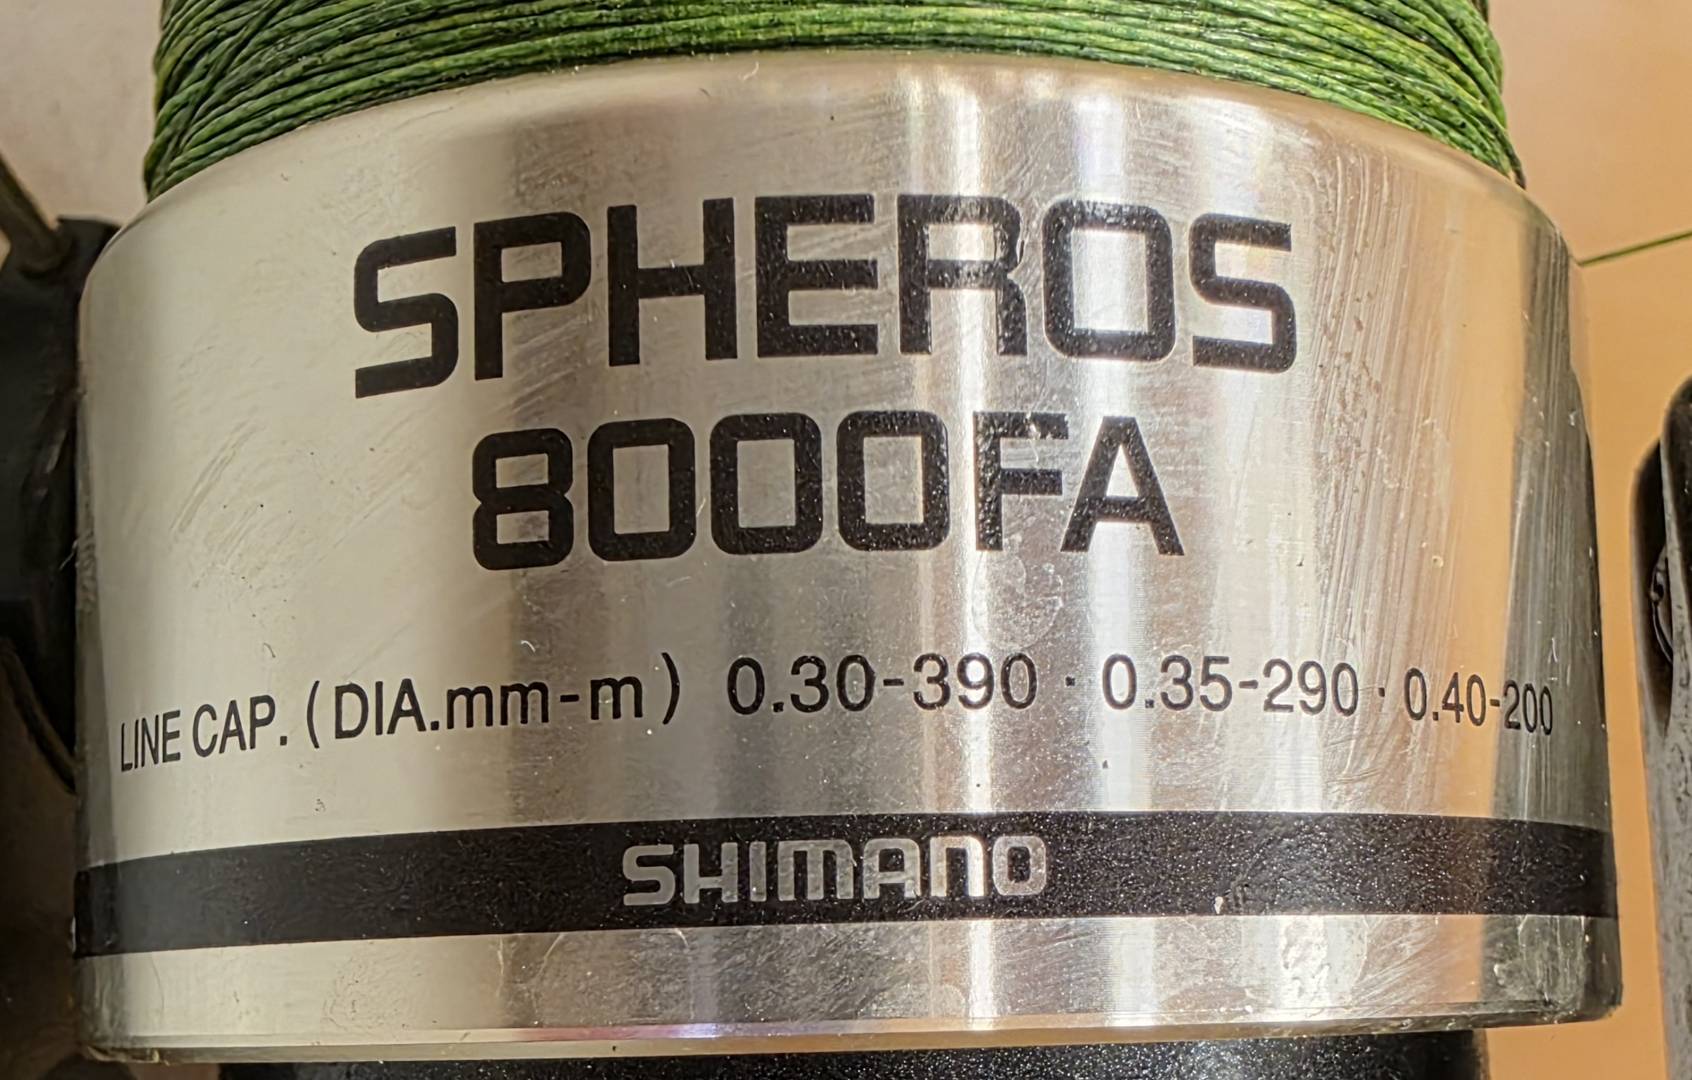 SPHEROS
8000FA
LINE CAP. (DIA.mm-m) 0.30-390 · 0.35-290 · 0.40-200
SHIMANO